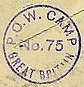 P.O.W. CAMP
No. 75
GREAT BRITAIN